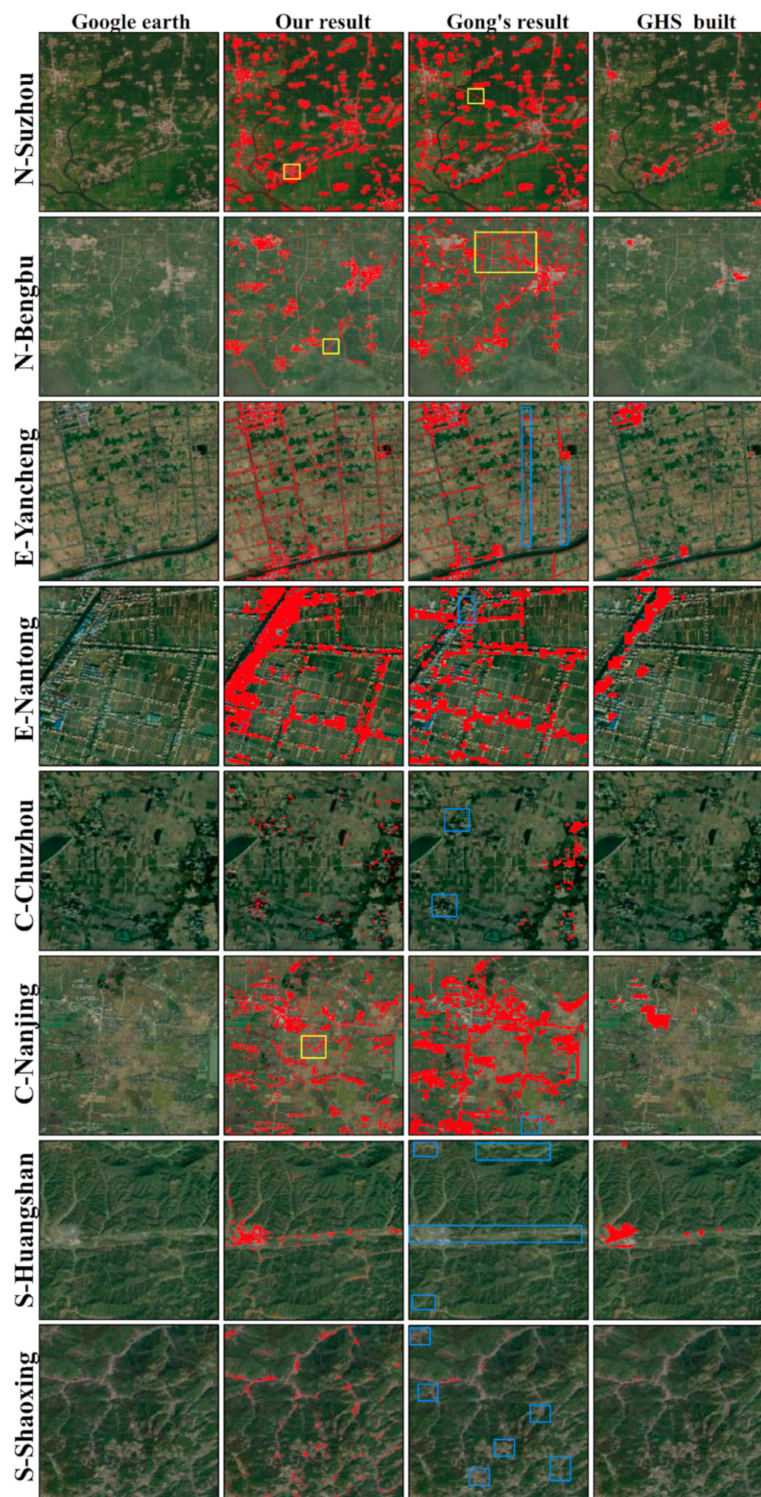 Google earth Our result Gong's result GHS built
N-Suzhou
N-Bengbu
E-Yancheng
E-Nantong
C-Chuzhou
C-Nanjing
S-Huangshan
S-Shaoxing